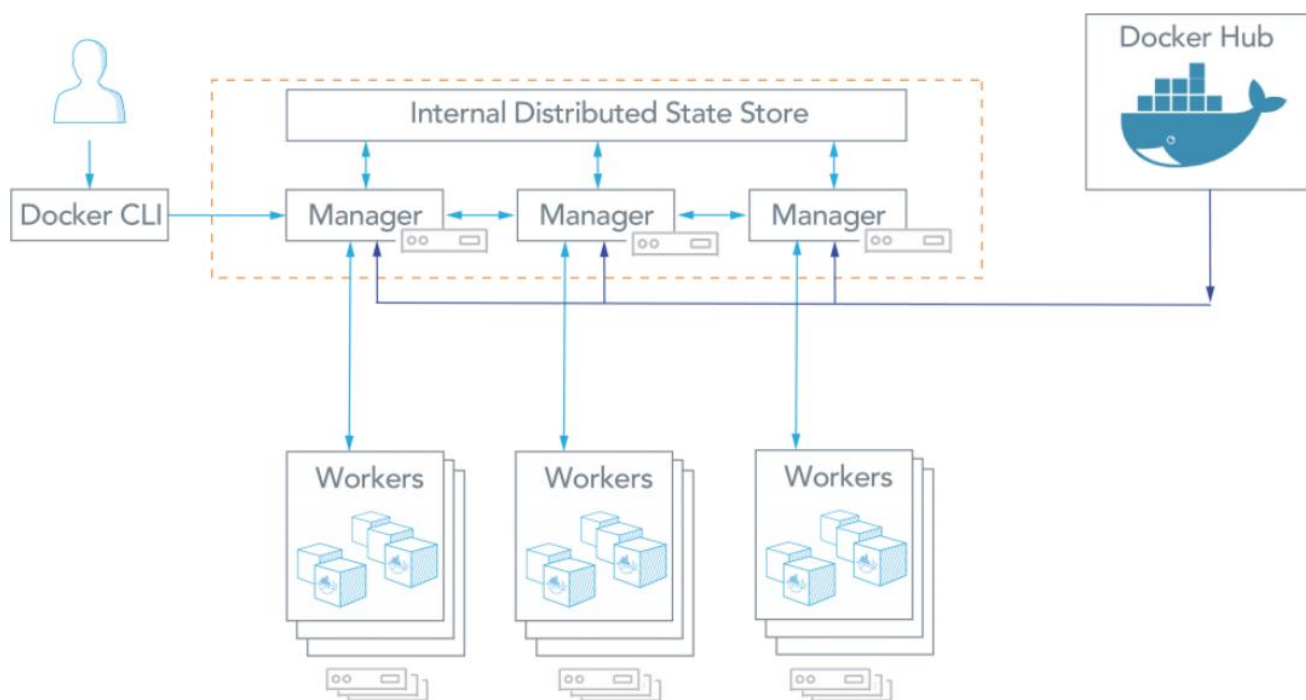 Docker Hub
Internal Distributed State Store
Docker CLI
Manager
Manager
Manager
Workers
Workers
Workers